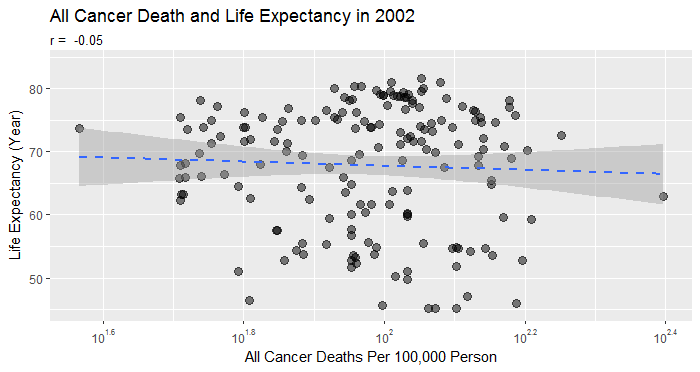 All Cancer Death and Life Expectancy in 2002
r = -0.05
80
70
60
50
Life Expectancy (Year)
10^1.6 10^1.8 10^2 10^2.2 10^2.4
All Cancer Deaths Per 100,000 Person